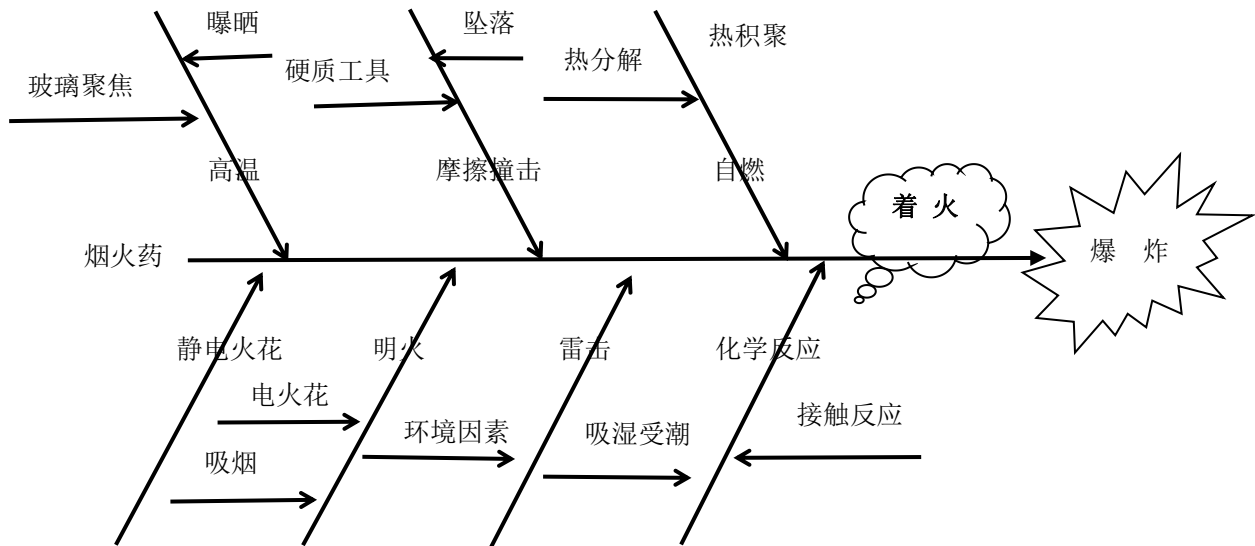 曝晒
坠落
热积聚
玻璃聚焦
硬质工具
热分解
高温
摩擦撞击
自燃
着 火
烟火药
爆 炸
静电火花
明火
雷击
化学反应
电火花
环境因素
吸湿受潮
接触反应
吸烟